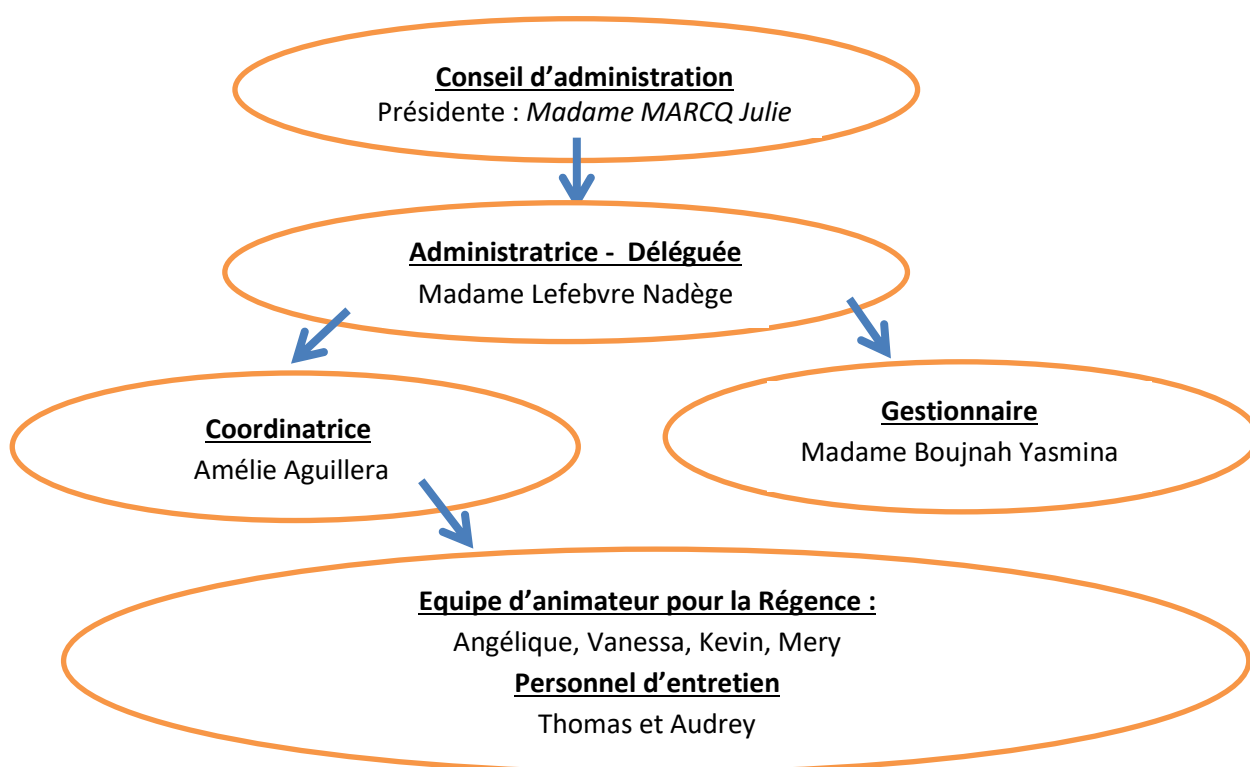 Conseil d’administration
Présidente : Madame MARCQ Julie
Administratrice - Déléguée
Madame Lefebvre Nadège
Coordinatrice
Amélie Aguillera
Gestionnaire
Madame Boujnah Yasmina
Equipe d’animateur pour la Régence :
Angélique, Vanessa, Kevin, Mery
Personnel d’entretien
Thomas et Audrey